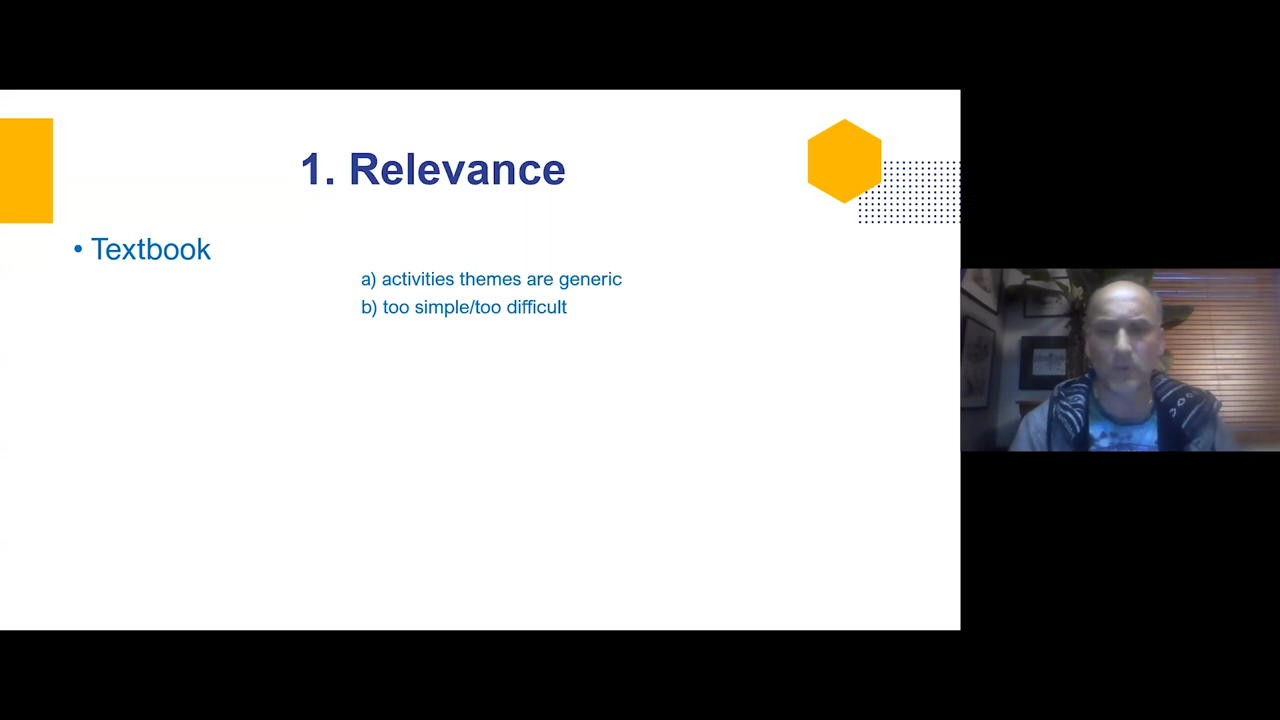 1. Relevance
• Textbook
a) activities themes are generic
b) too simple/too difficult